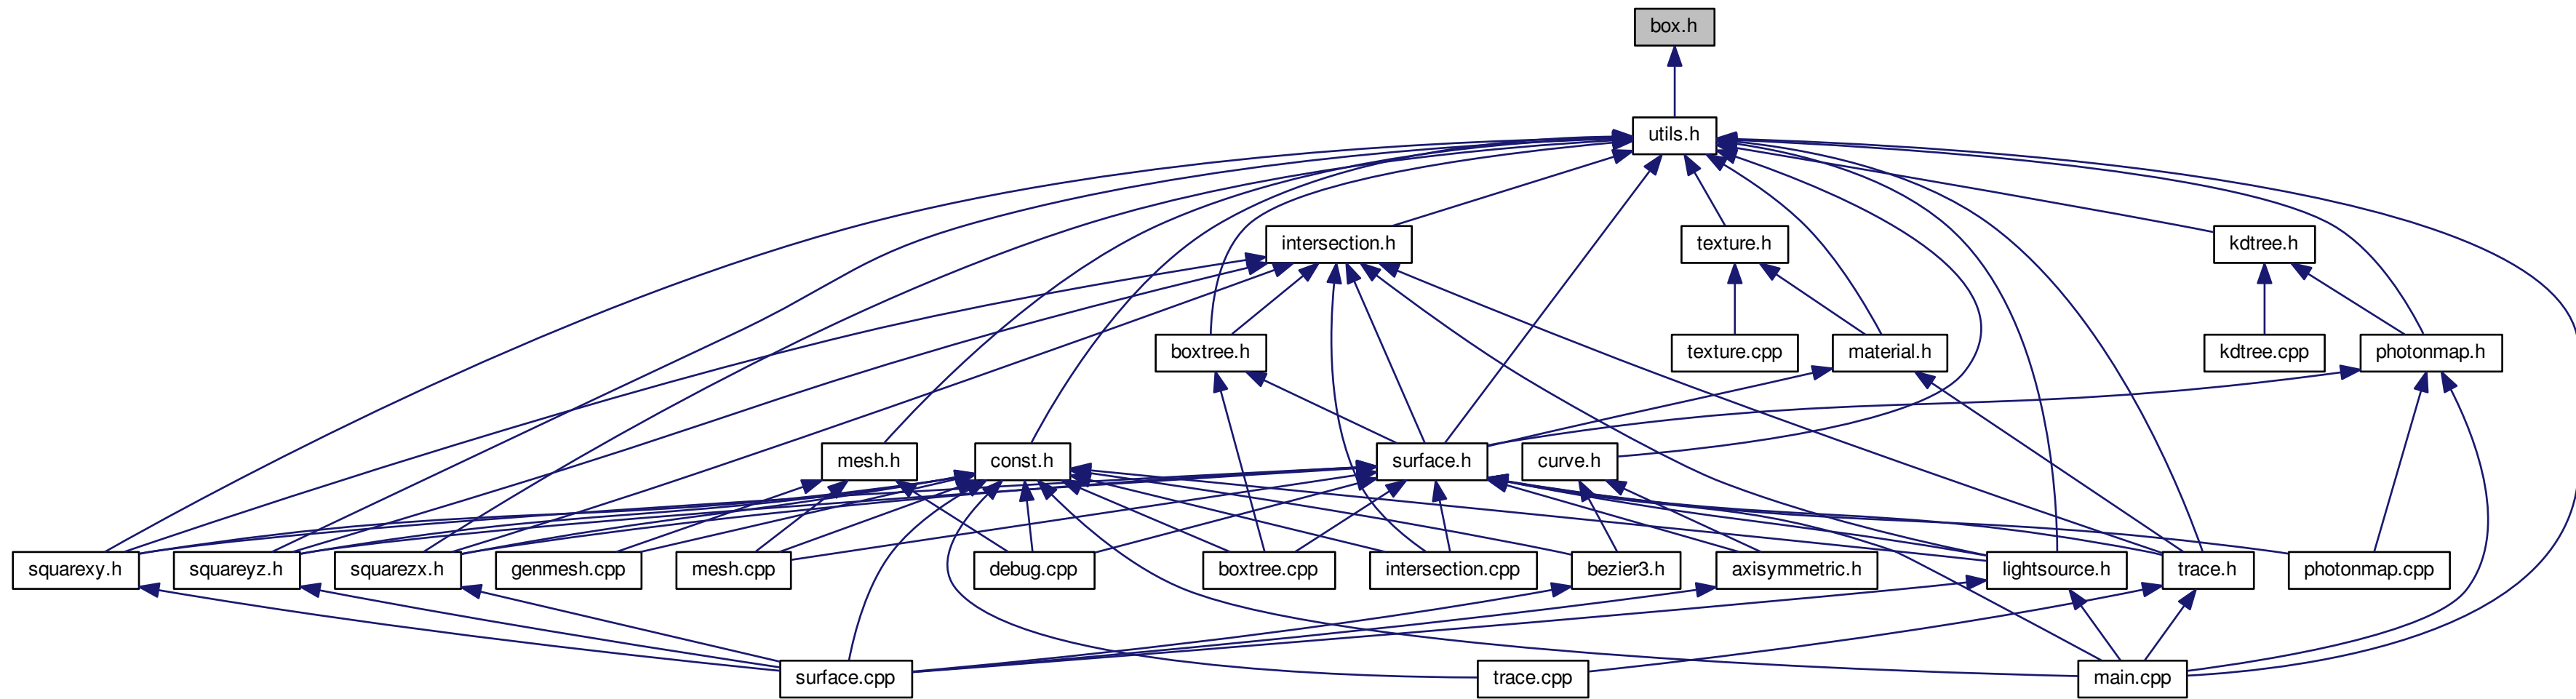 box.h
utils.h
intersection.h
texture.h
kdtree.h
boxtree.h
texture.cpp
material.h
kdtree.cpp
photonmap.h
mesh.h
const.h
surface.h
curve.h
squarexy.h
squareyz.h
squarezx.h
genmesh.cpp
mesh.cpp
debug.cpp
boxtree.cpp
intersection.cpp
bezier3.h
axisymmetric.h
lightsource.h
trace.h
photonmap.cpp
surface.cpp
trace.cpp
main.cpp